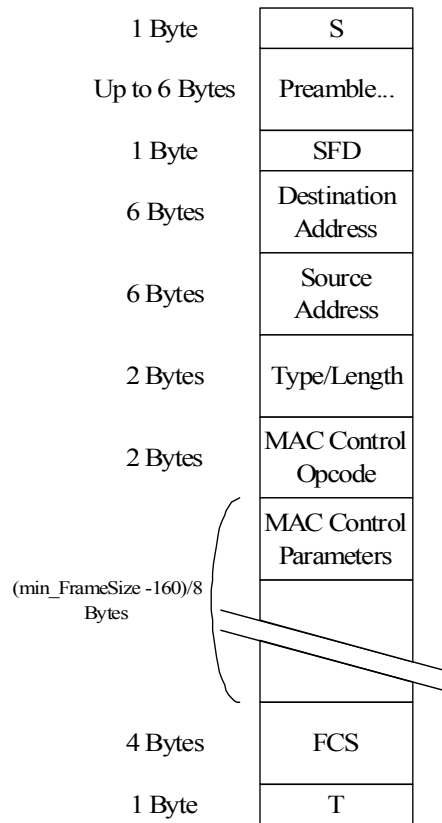 1 Byte S
Up to 6 Bytes Preamble...
1 Byte SFD
6 Bytes Destination
Address
6 Bytes Source
Address
2 Bytes Type/Length
2 Bytes MAC Control
Opcode
MAC Control
Parameters
(min_FrameSize -160)/8
Bytes
4 Bytes FCS
1 Byte T